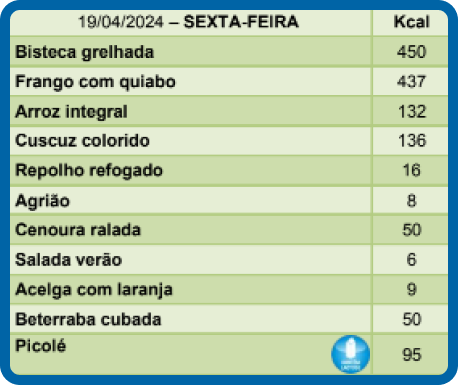 19/04/2024 – SEXTA-FEIRA Kcal
Bisteca grelhada 450
Frango com quiabo 437
Arroz integral 132
Cuscuz colorido 136
Repolho refogado 16
Agrião 8
Cenoura ralada 50
Salada verão 6
Acelga com laranja 9
Beterraba cubada 50
Picolé 95